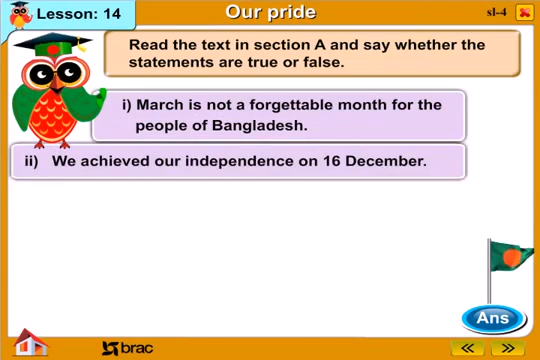 Lesson: 14
Our pride
sl-4
Read the text in section A and say whether the
statements are true or false.
i) March is not a forgettable month for the
people of Bangladesh.
ii) We achieved our independence on 16 December.
Ans
brac